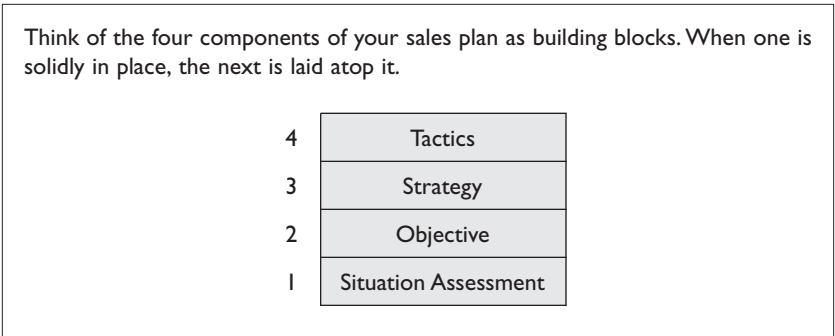 Think of the four components of your sales plan as building blocks. When one is
solidly in place, the next is laid atop it.
4 Tactics
3 Strategy
2 Objective
1 Situation Assessment